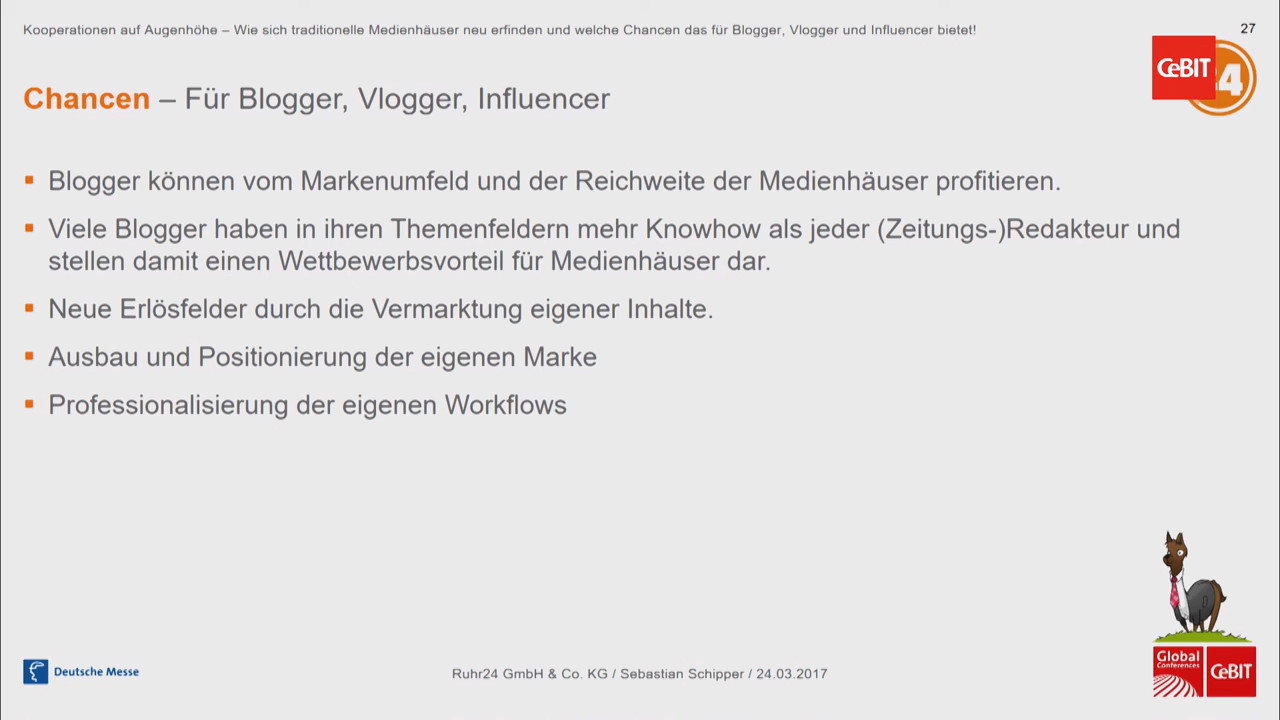 Kooperationen auf Augenhöhe – Wie sich traditionelle Medienhäuser neu erfinden und welche Chancen das für Blogger, Vlogger und Influencer bietet!
27
CeBIT
4
Chancen – Für Blogger, Vlogger, Influencer
Blogger können vom Markenumfeld und der Reichweite der Medienhäuser profitieren.
Viele Blogger haben in ihren Themenfeldern mehr Knowhow als jeder (Zeitungs-)Redakteur und
stellen damit einen Wettbewerbsvorteil für Medienhäuser dar.
Neue Erlösfelder durch die Vermarktung eigener Inhalte.
Ausbau und Positionierung der eigenen Marke
Professionalisierung der eigenen Workflows
Deutsche Messe
Ruhr24 GmbH & Co. KG / Sebastian Schipper / 24.03.2017
Global
Conferences
CeBIT